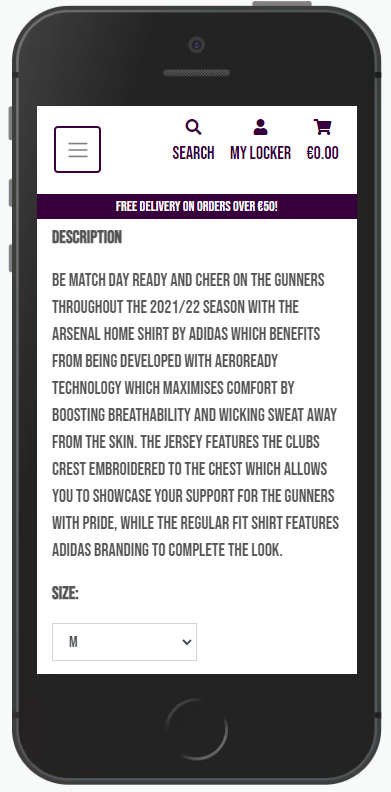 SEARCH MY LOCKER €0.00
FREE DELIVERY ON ORDERS OVER €50!
DESCRIPTION
BE MATCH DAY READY AND CHEER ON THE GUNNERS
THROUGHOUT THE 2021/22 SEASON WITH THE
ARSENAL HOME SHIRT BY ADIDAS WHICH BENEFITS
FROM BEING DEVELOPED WITH AEROREADY
TECHNOLOGY WHICH MAXIMISES COMFORT BY
BOOSTING BREATHABILITY AND WICKING SWEAT AWAY
FROM THE SKIN. THE JERSEY FEATURES THE CLUBS
CREST EMBROIDERED TO THE CHEST WHICH ALLOWS
YOU TO SHOWCASE YOUR SUPPORT FOR THE GUNNERS
WITH PRIDE, WHILE THE REGULAR FIT SHIRT FEATURES
ADIDAS BRANDING TO COMPLETE THE LOOK.
SIZE:
M